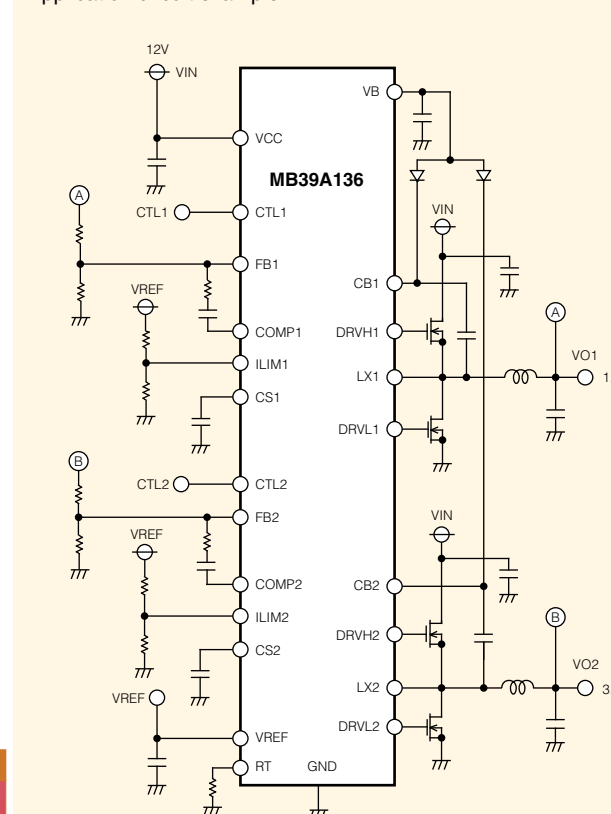 12V
VIN
VB
VCC
MB39A136
A
CTL1
CTL1
VIN
FB1
CB1
VREF
A
COMP1
DRVH1
VO1
ILIM1
LX1
1
CS1
DRVL1
B
CTL2
CTL2
VIN
FB2
VREF
COMP2
CB2
B
ILIM2
DRVH2
CS2
VO2
LX2
3
VREF
DRVL2
VREF
RT
GND